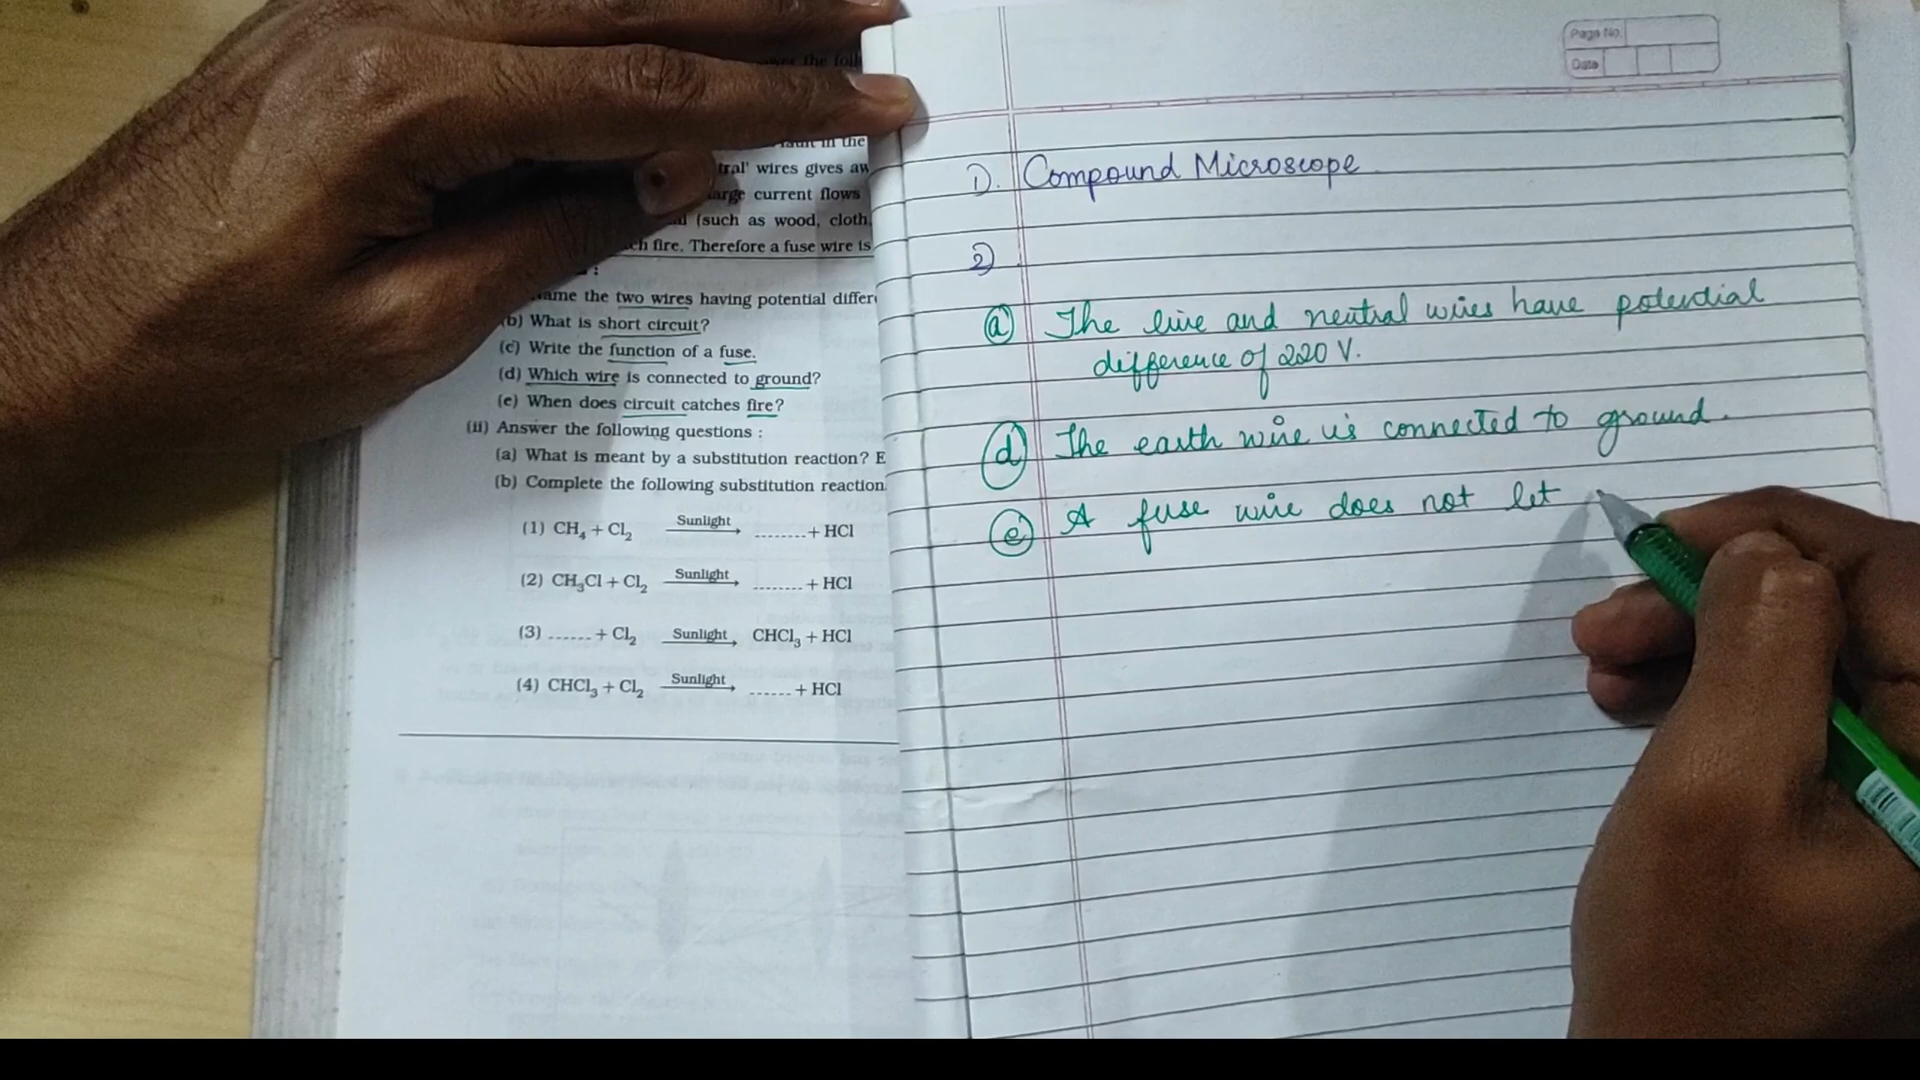 the
wires gives
current flows
(such as wood, cloth,
fire. Therefore a fuse wire is
the two wires having potential
(b) What is short circuit?
(c) Write the function of a fuse.
(d) Which wire is connected to ground?
(e) When does circuit catches fire?
(ii) Answer the following questions :
(a) What is meant by a substitution reaction? E
(b) Complete the following substitution reaction
(1) CH₄ + Cl₂ Sunlight → ........ + HCl
(2) CH₃Cl + Cl₂ Sunlight → ........ + HCl
(3) ...... + Cl₂ Sunlight → CHCl₃ + HCl
(4) CHCl₃ + Cl₂ Sunlight → ...... + HCl
Page No.
Date
1). Compound Microscope
2)
(a) The live and neutral wires have potential
difference of 220 V.
(d) The earth wire is connected to ground.
(e) A fuse wire does not let